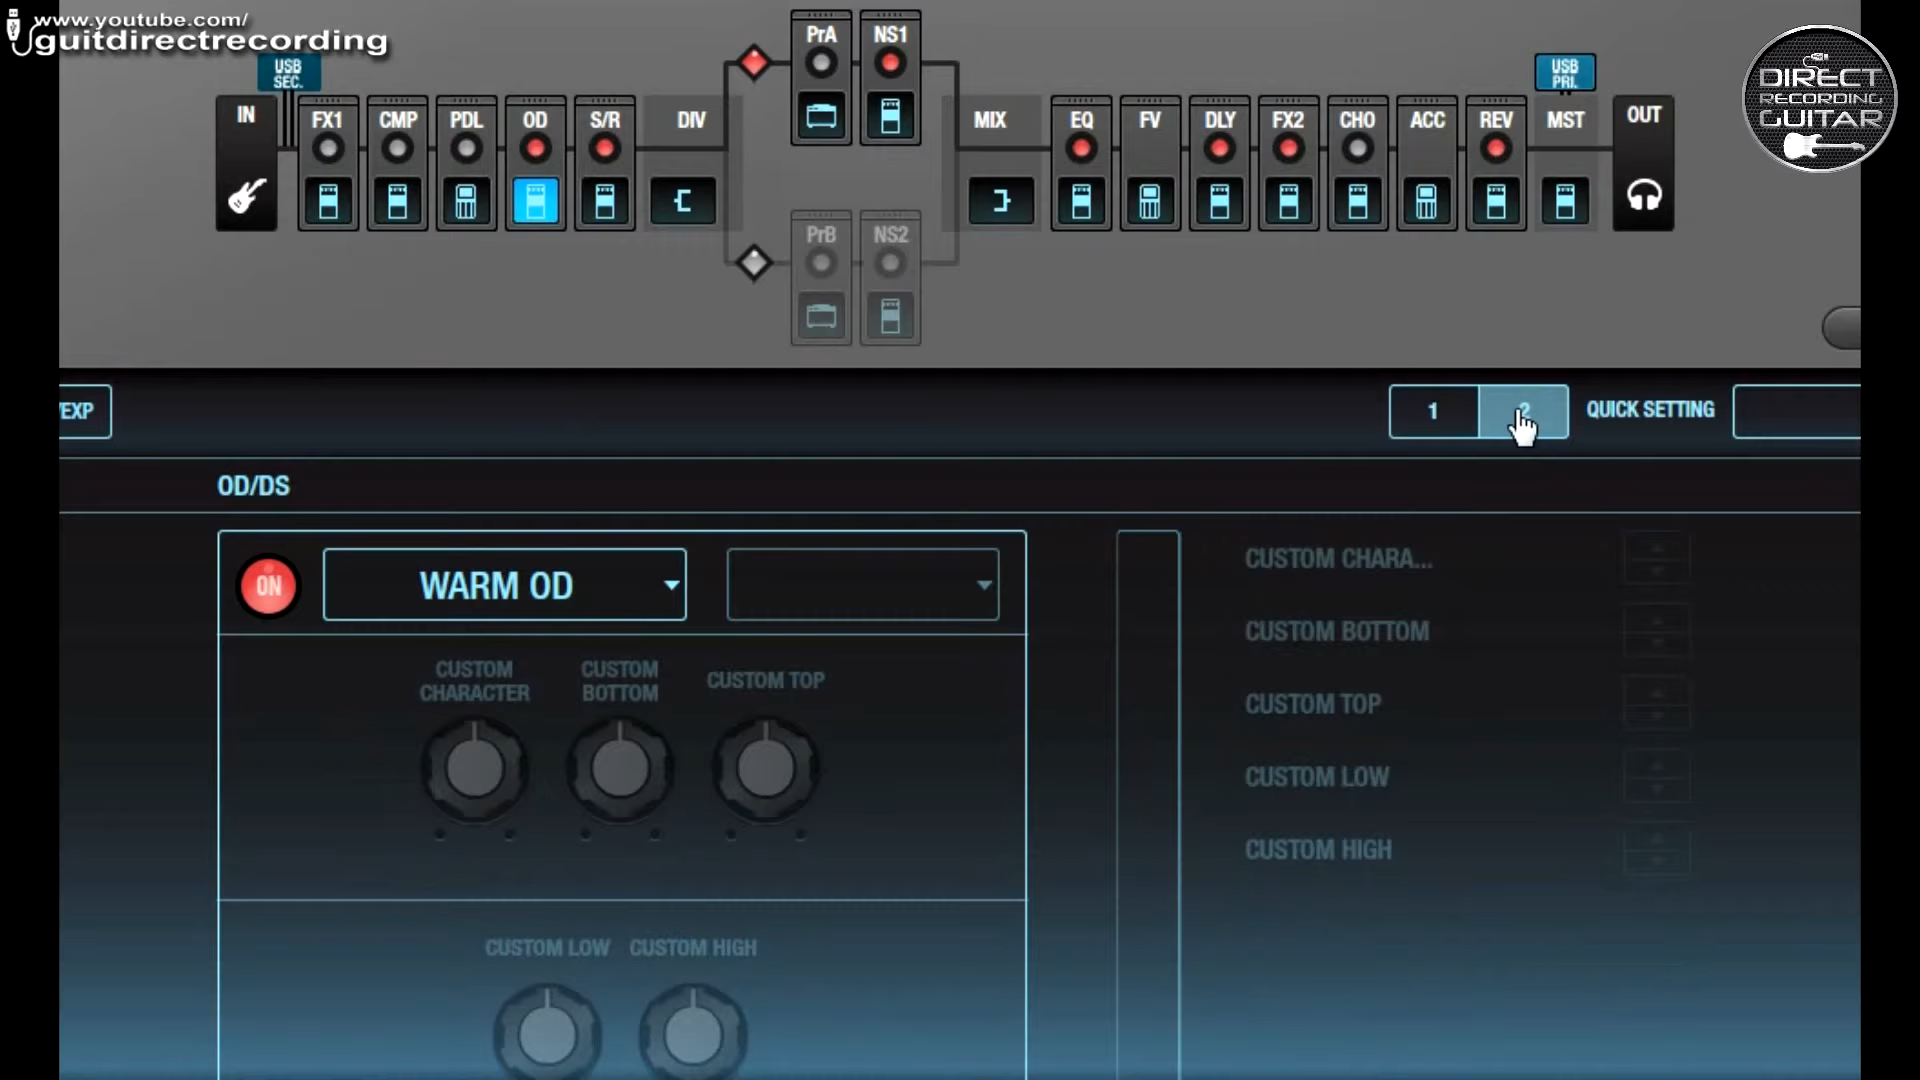 www.youtube.com/
guitdirectrecording
DIRECT
RECORDING
GUITAR
USB
SEC.
USB
PRI.
PrA
NS1
IN
FX1
CMP
PDL
OD
S/R
DIV
MIX
EQ
FV
DLY
FX2
CHO
ACC
REV
MST
OUT
PrB
NS2
/EXP
1
2
QUICK SETTING
OD/DS
ON
WARM OD
CUSTOM
CHARACTER
CUSTOM
BOTTOM
CUSTOM TOP
CUSTOM LOW
CUSTOM HIGH
CUSTOM CHARA...
CUSTOM BOTTOM
CUSTOM TOP
CUSTOM LOW
CUSTOM HIGH